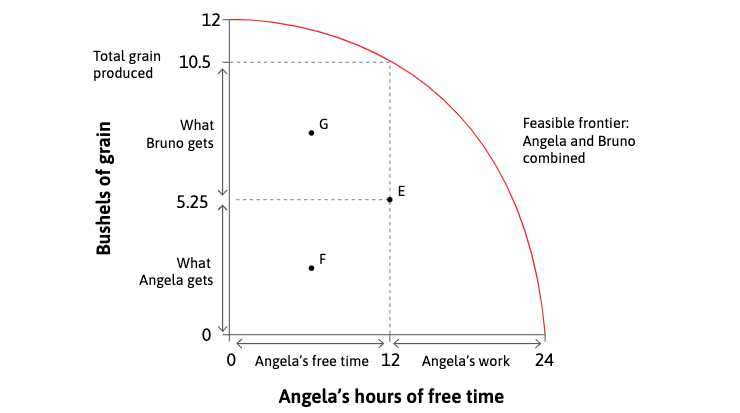 12
Total grain
produced
10.5
What
Bruno gets
G
Feasible frontier:
Angela and Bruno
combined
Bushels of grain
E
5.25
What
Angela gets
F
0
0
Angela's free time
12
Angela's work
24
Angela's hours of free time